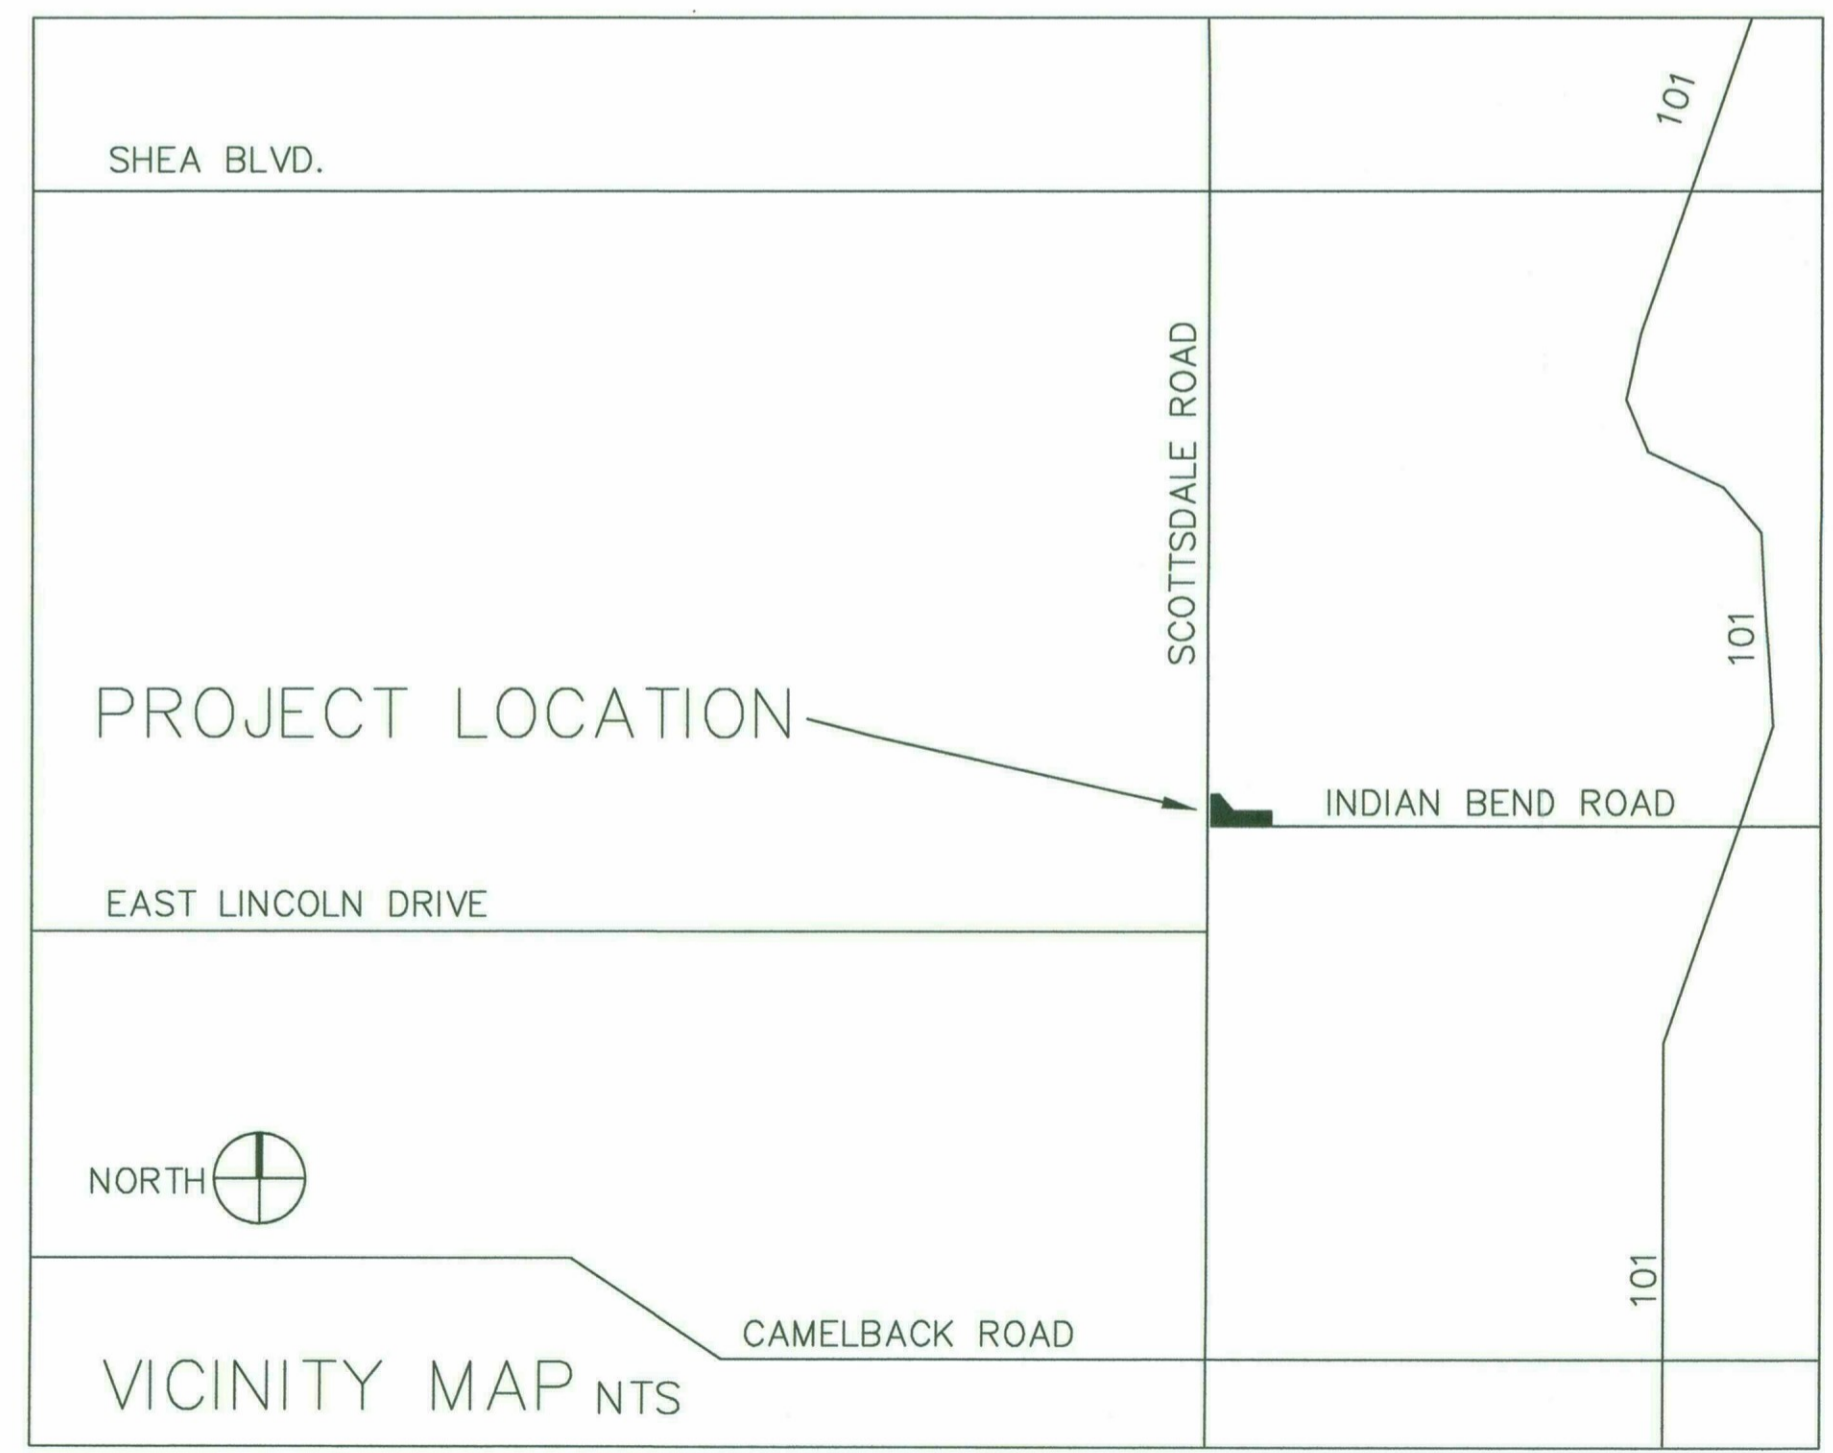 101
SHEA BLVD.
SCOTTSDALE ROAD
101
PROJECT LOCATION
INDIAN BEND ROAD
EAST LINCOLN DRIVE
NORTH
101
CAMELBACK ROAD
VICINITY MAP NTS